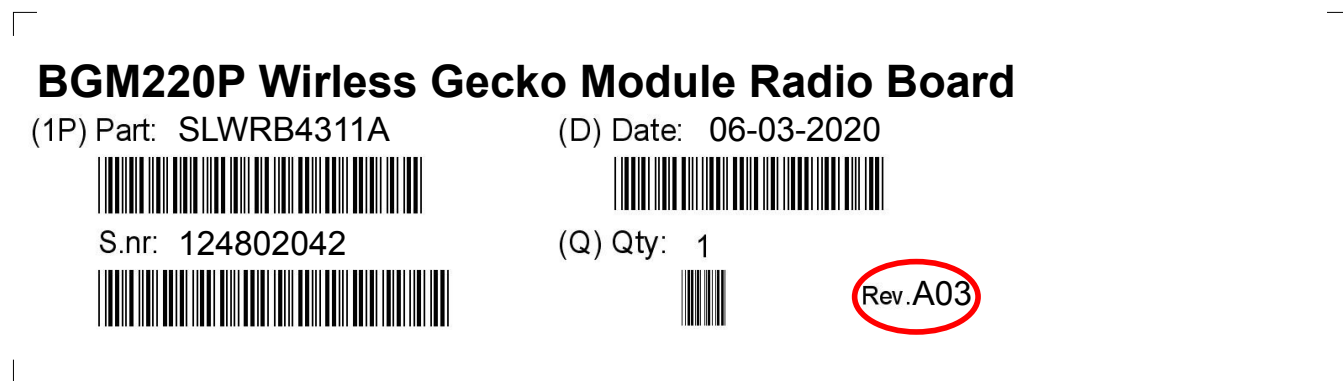 BGM220P Wirless Gecko Module Radio Board
(1P) Part: SLWRB4311A (D) Date: 06-03-2020
S.nr: 124802042 (Q) Qty: 1
Rev.A03